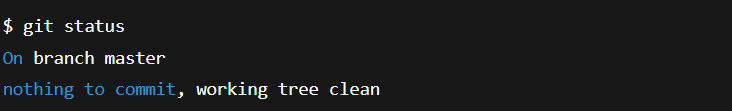 $ git status
On branch master
nothing to commit, working tree clean